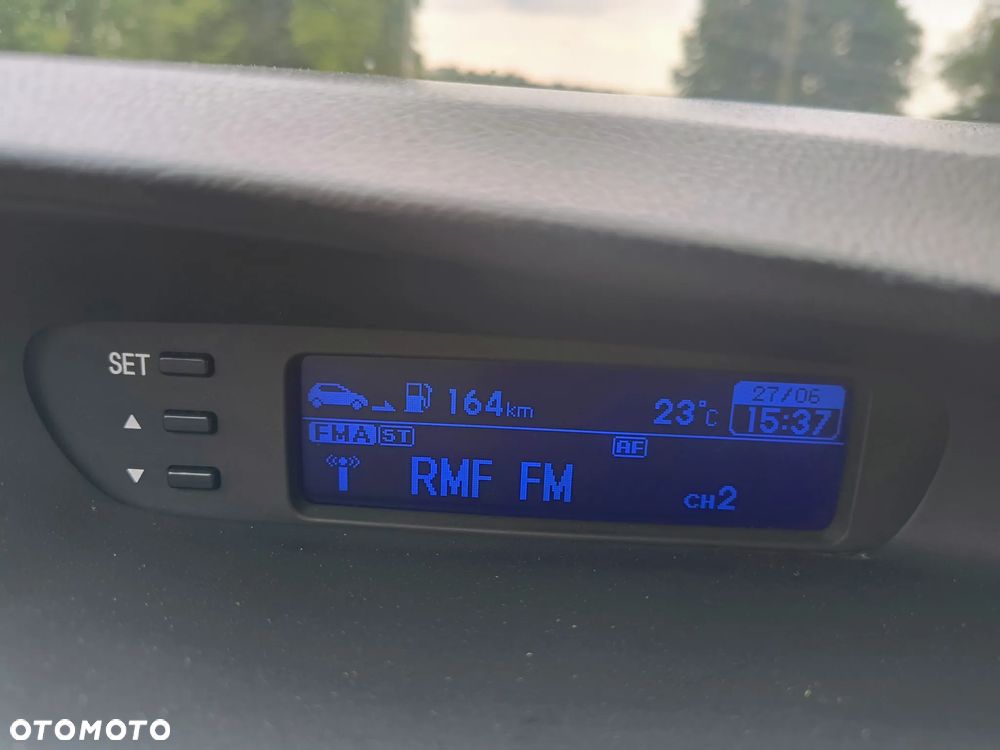 SET
164km 23°C 27/06
15:37
FMA ST AF
RMF FM CH2
OTOMOTO